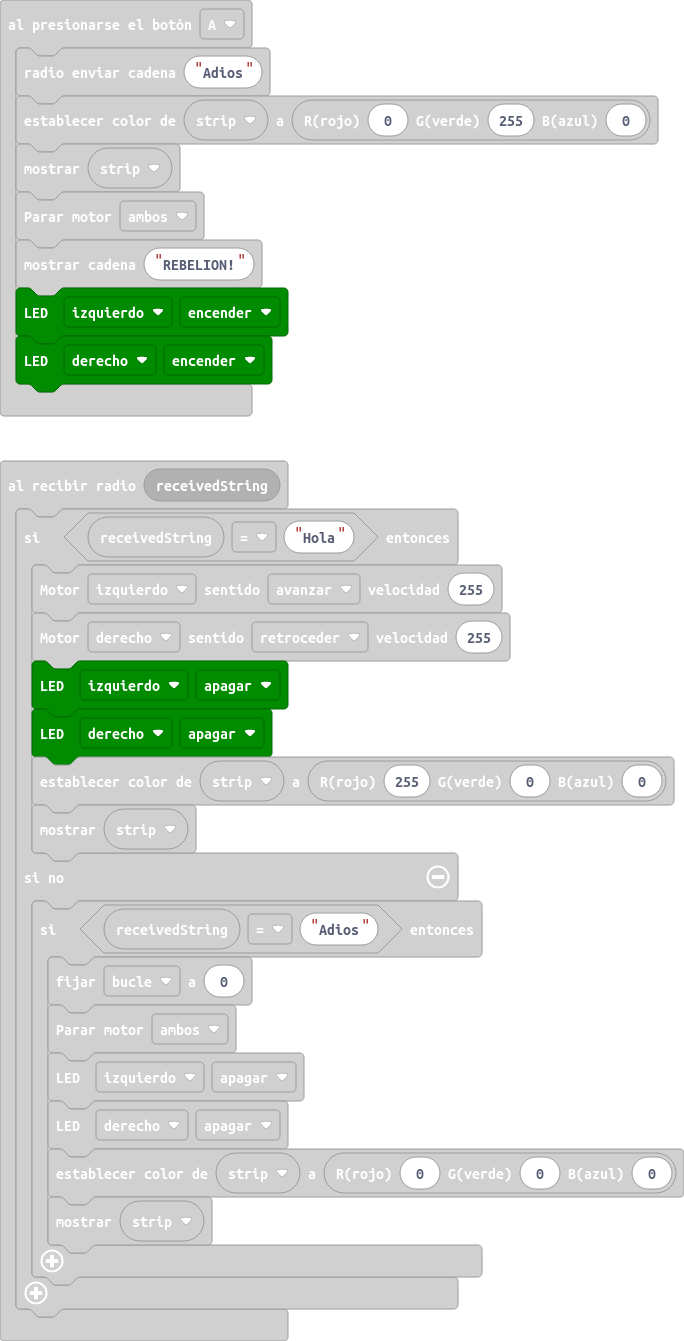 al presionarse el botón A
radio enviar cadena "Adios"
establecer color de strip a R(rojo) 0 G(verde) 255 B(azul) 0
mostrar strip
Parar motor ambos
mostrar cadena "REBELION!"
LED izquierdo encender
LED derecho encender
al recibir radio receivedString
si receivedString = "Hola" entonces
Motor izquierdo sentido avanzar velocidad 255
Motor derecho sentido retroceder velocidad 255
LED izquierdo apagar
LED derecho apagar
establecer color de strip a R(rojo) 255 G(verde) 0 B(azul) 0
mostrar strip
si no
si receivedString = "Adios" entonces
fijar bucle a 0
Parar motor ambos
LED izquierdo apagar
LED derecho apagar
establecer color de strip a R(rojo) 0 G(verde) 0 B(azul) 0
mostrar strip